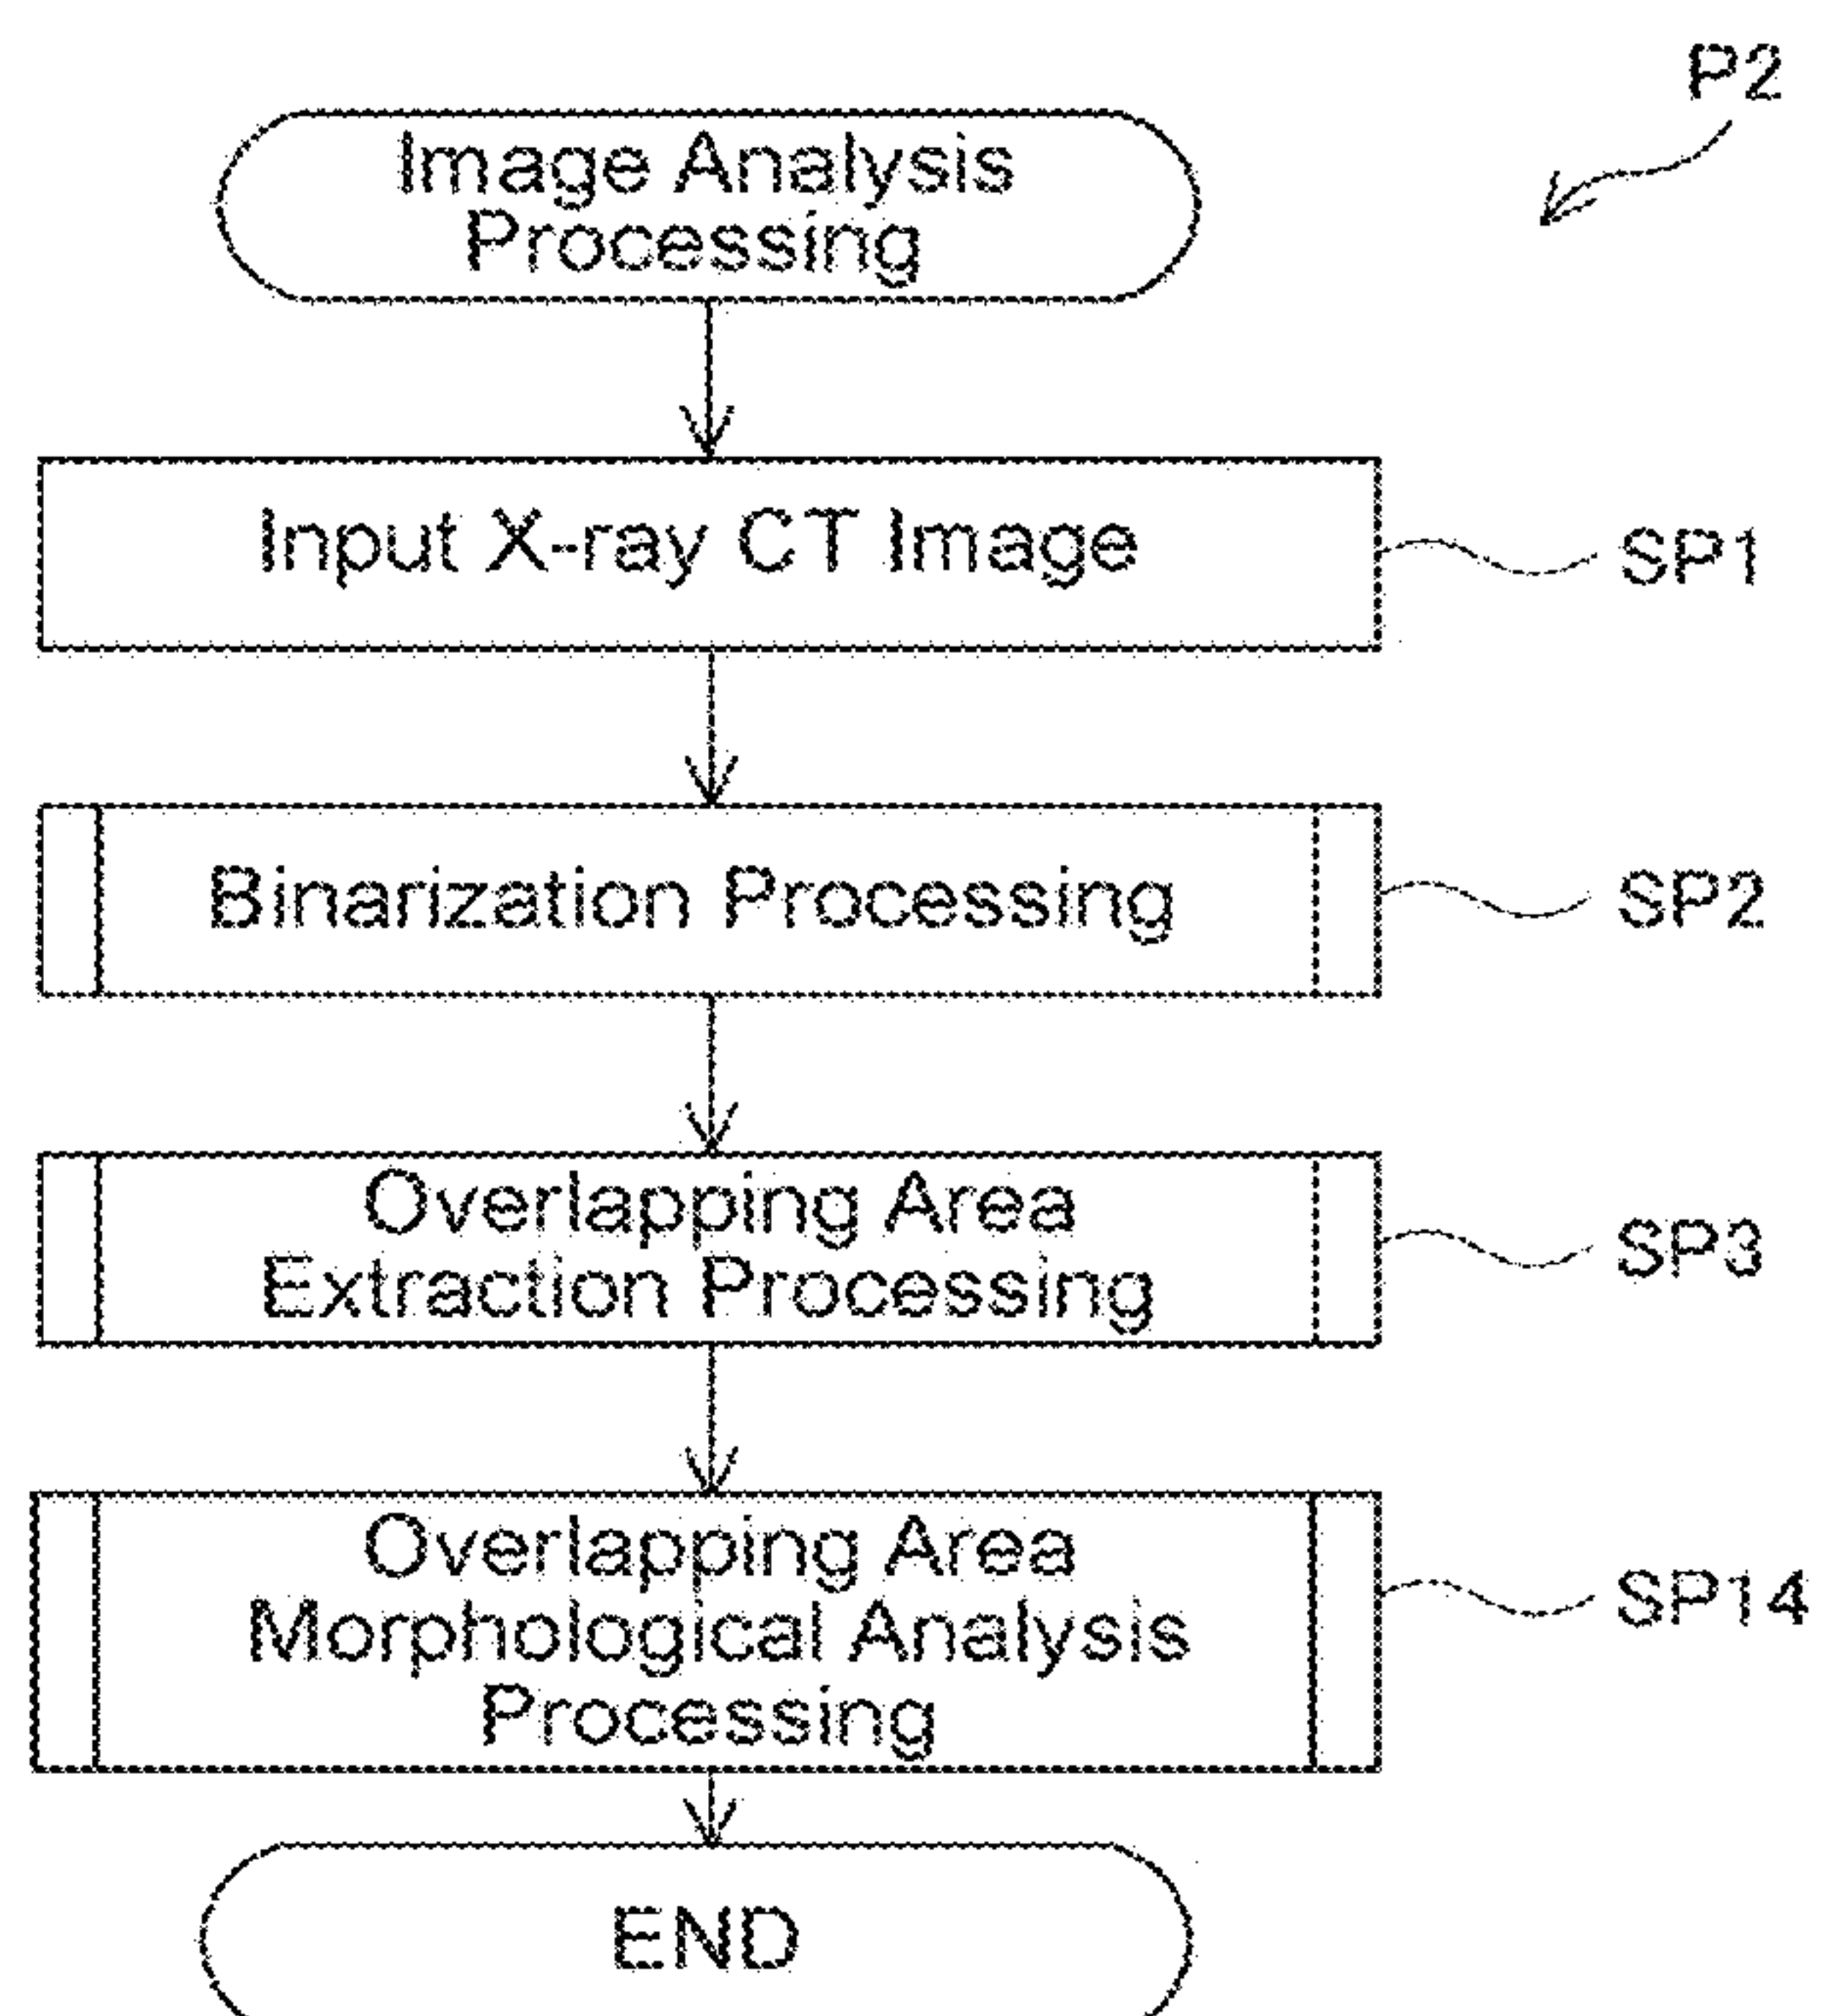 P2
Image Analysis
Processing
Input X-ray CT Image
SP1
Binarization Processing
SP2
Overlapping Area
Extraction Processing
SP3
Overlapping Area
Morphological Analysis
Processing
SP14
END